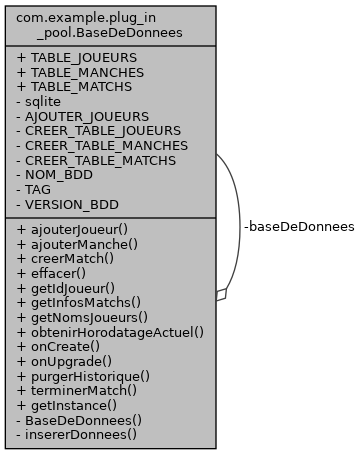 com.example.plug_in
_pool.BaseDeDonnees
+ TABLE_JOUEURS
+ TABLE_MANCHES
+ TABLE_MATCHS
- sqlite
- AJOUTER_JOUEURS
- CREER_TABLE_JOUEURS
- CREER_TABLE_MANCHES
- CREER_TABLE_MATCHS
- NOM_BDD
- TAG
- VERSION_BDD
+ ajouterJoueur()
+ ajouterManche()
+ creerMatch()
+ effacer()
+ getIdJoueur()
+ getInfosMatchs()
+ getNomsJoueurs()
+ obtenirHorodatageActuel()
+ onCreate()
+ onUpgrade()
+ purgerHistorique()
+ terminerMatch()
+ getInstance()
- BaseDeDonnees()
- insererDonnees()
-baseDeDonnees